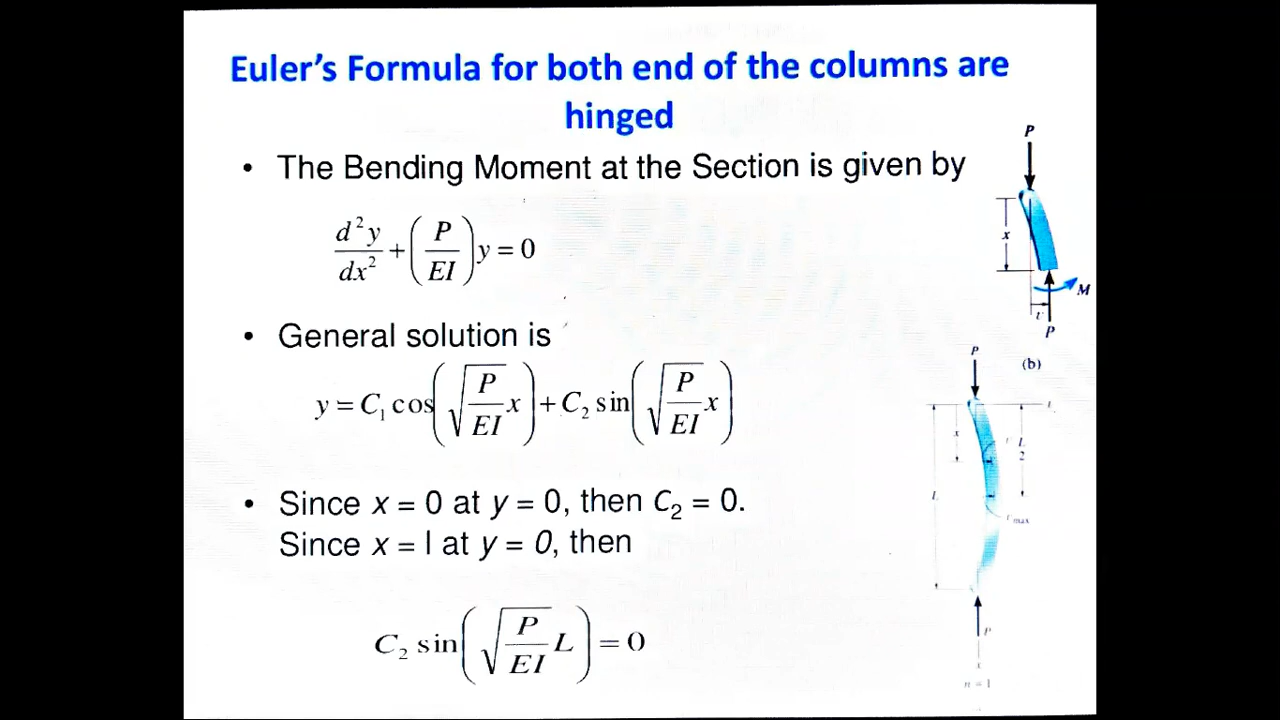 Euler's Formula for both end of the columns are
hinged
• The Bending Moment at the Section is given by
d²y/dx² + (P/EI) y = 0
• General solution is
y = C₁ cos(√(P/EI) x) + C₂ sin(√(P/EI) x)
• Since x = 0 at y = 0, then C₂ = 0.
Since x = l at y = 0, then
C₂ sin(√(P/EI) L) = 0
P
x
M
υ
P
(b)
P
x
L
2
L
max
P
x
n = 1